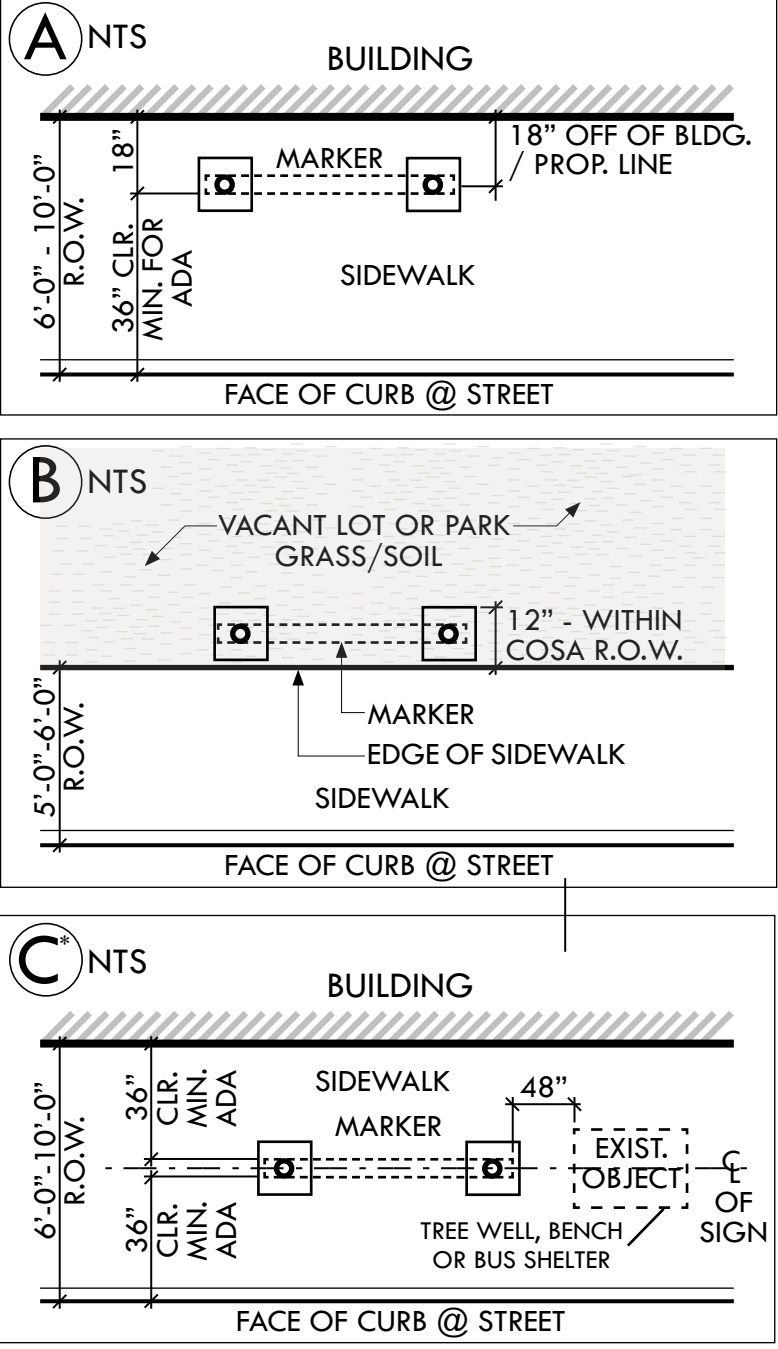 A NTS
BUILDING
18”
MARKER
18” OFF OF BLDG.
/ PROP. LINE
6’-0” - 10’-0”
R.O.W.
36” CLR.
MIN. FOR
ADA
SIDEWALK
FACE OF CURB @ STREET
B NTS
VACANT LOT OR PARK
GRASS/SOIL
12” - WITHIN
COSA R.O.W.
MARKER
EDGE OF SIDEWALK
5’-0”-6’-0”
R.O.W.
SIDEWALK
FACE OF CURB @ STREET
C* NTS
BUILDING
6’-0”-10’-0”
R.O.W.
36”
CLR.
MIN.
ADA
SIDEWALK
MARKER
48”
EXIST.
OBJECT
℄
OF
SIGN
36”
CLR.
MIN.
ADA
TREE WELL, BENCH
OR BUS SHELTER
FACE OF CURB @ STREET